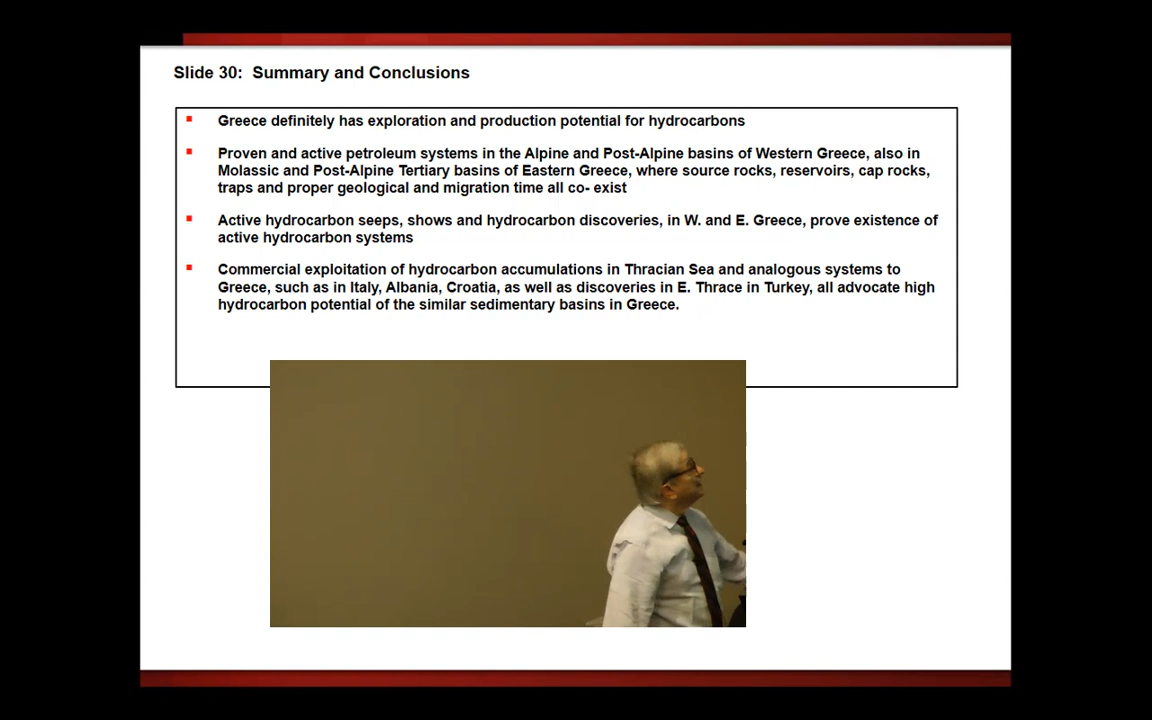 Slide 30:  Summary and Conclusions
Greece definitely has exploration and production potential for hydrocarbons
Proven and active petroleum systems in the Alpine and Post-Alpine basins of Western Greece, also in
Molassic and Post-Alpine Tertiary basins of Eastern Greece, where source rocks, reservoirs, cap rocks,
traps and proper geological and migration time all co- exist
Active hydrocarbon seeps, shows and hydrocarbon discoveries, in W. and E. Greece, prove existence of
active hydrocarbon systems
Commercial exploitation of hydrocarbon accumulations in Thracian Sea and analogous systems to
Greece, such as in Italy, Albania, Croatia, as well as discoveries in E. Thrace in Turkey, all advocate high
hydrocarbon potential of the similar sedimentary basins in Greece.